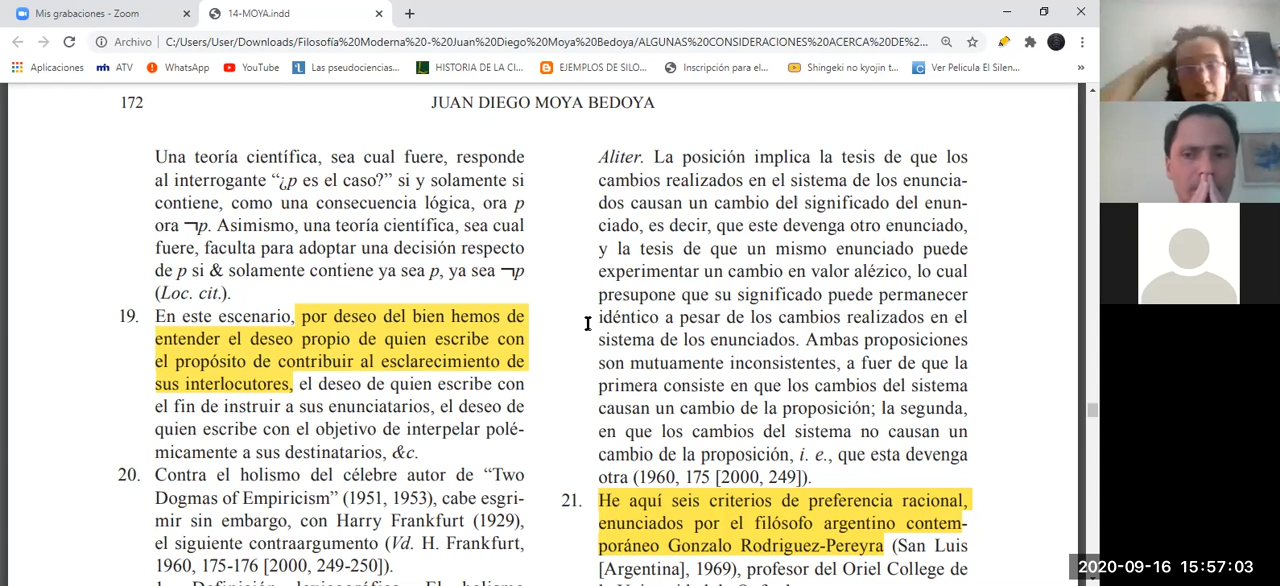 Mis grabaciones - Zoom
14-MOYA.indd
Archivo
C:/Users/User/Downloads/Filosofía%20Moderna%20-%20Juan%20Diego%20Moya%20Bedoya/ALGUNAS%20CONSIDERACIONES%20ACERCA%20DE%2...
Aplicaciones
ATV
WhatsApp
YouTube
Las pseudociencias...
HISTORIA DE LA CI...
EJEMPLOS DE SILO...
Inscripción para el...
Shingeki no kyojin t...
Ver Pelicula El Silen...
»
172
JUAN DIEGO MOYA BEDOYA
Una teoría científica, sea cual fuere, responde
al interrogante “¿p es el caso?” si y solamente si
contiene, como una consecuencia lógica, ora p
ora ¬p. Asimismo, una teoría científica, sea cual
fuere, faculta para adoptar una decisión respecto
de p si & solamente contiene ya sea p, ya sea ¬p
(Loc. cit.).
19. En este escenario, por deseo del bien hemos de
entender el deseo propio de quien escribe con
el propósito de contribuir al esclarecimiento de
sus interlocutores, el deseo de quien escribe con
el fin de instruir a sus enunciatarios, el deseo de
quien escribe con el objetivo de interpelar polé-
micamente a sus destinatarios, &c.
20. Contra el holismo del célebre autor de “Two
Dogmas of Empiricism” (1951, 1953), cabe esgri-
mir sin embargo, con Harry Frankfurt (1929),
el siguiente contraargumento (Vd. H. Frankfurt,
1960, 175-176 [2000, 249-250]).
1. Definición lexicográfica. El holismo
Aliter. La posición implica la tesis de que los
cambios realizados en el sistema de los enuncia-
dos causan un cambio del significado del enun-
ciado, es decir, que este devenga otro enunciado,
y la tesis de que un mismo enunciado puede
experimentar un cambio en valor alézico, lo cual
presupone que su significado puede permanecer
idéntico a pesar de los cambios realizados en el
sistema de los enunciados. Ambas proposiciones
son mutuamente inconsistentes, a fuer de que la
primera consiste en que los cambios del sistema
causan un cambio de la proposición; la segunda,
en que los cambios del sistema no causan un
cambio de la proposición, i. e., que esta devenga
otra (1960, 175 [2000, 249]).
21. He aquí seis criterios de preferencia racional,
enunciados por el filósofo argentino contem-
poráneo Gonzalo Rodriguez-Pereyra (San Luis
[Argentina], 1969), profesor del Oriel College de
2020-09-16 15:57:03